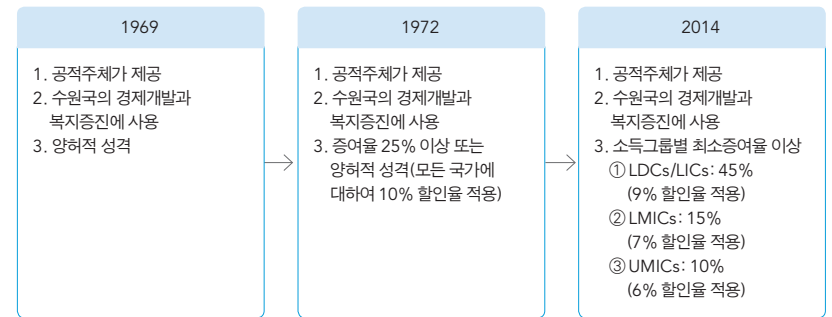 1969
1. 공적주체가 제공
2. 수원국의 경제개발과
복지증진에 사용
3. 양허적 성격
1972
1. 공적주체가 제공
2. 수원국의 경제개발과
복지증진에 사용
3. 증여율 25% 이상 또는
양허적 성격(모든 국가에
대하여 10% 할인율 적용)
2014
1. 공적주체가 제공
2. 수원국의 경제개발과
복지증진에 사용
3. 소득그룹별 최소증여율 이상
① LDCs/LICs: 45%
(9% 할인율 적용)
② LMICs: 15%
(7% 할인율 적용)
③ UMICs: 10%
(6% 할인율 적용)